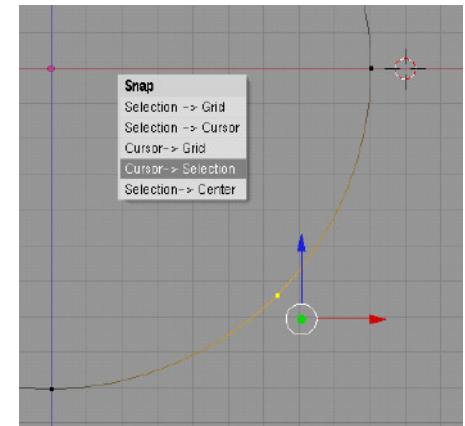 Snap
Selection -> Grid
Selection -> Cursor
Cursor-> Grid
Cursor-> Selection
Selection-> Center